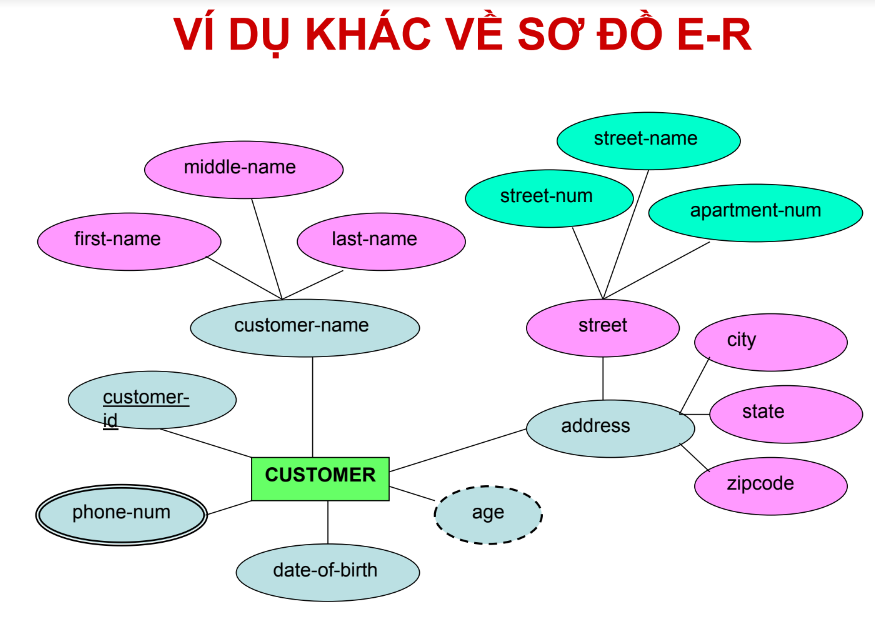 VÍ DỤ KHÁC VỀ SƠ ĐỒ E-R
street-name
middle-name
street-num
apartment-num
first-name
last-name
customer-name
street
city
customer-
id
state
address
CUSTOMER
zipcode
phone-num
age
date-of-birth